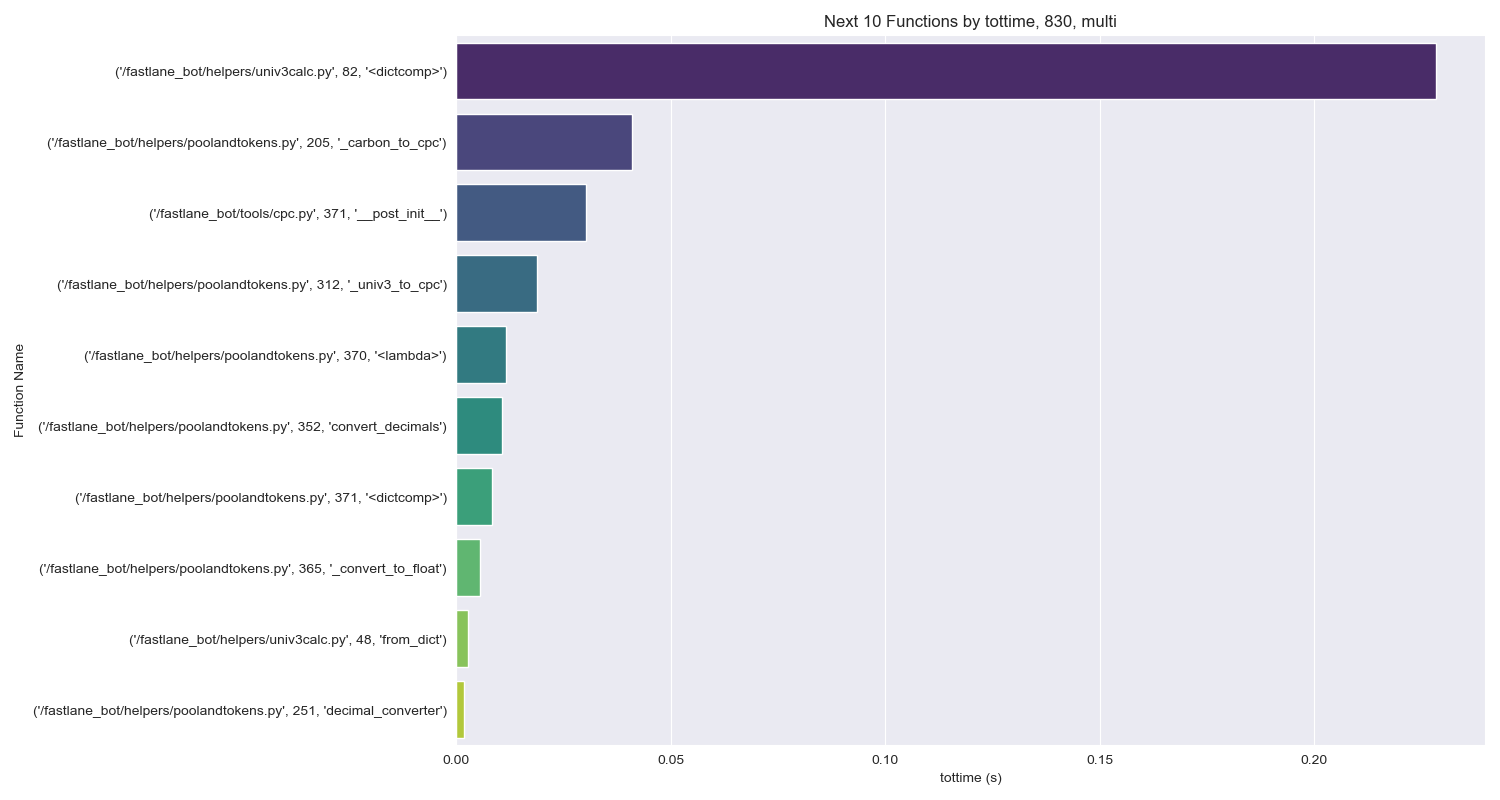 Next 10 Functions by tottime, 830, multi
('/fastlane_bot/helpers/univ3calc.py', 82, '<dictcomp>')
('/fastlane_bot/helpers/poolandtokens.py', 205, '_carbon_to_cpc')
('/fastlane_bot/tools/cpc.py', 371, '__post_init__')
('/fastlane_bot/helpers/poolandtokens.py', 312, '_univ3_to_cpc')
('/fastlane_bot/helpers/poolandtokens.py', 370, '<lambda>')
('/fastlane_bot/helpers/poolandtokens.py', 352, 'convert_decimals')
('/fastlane_bot/helpers/poolandtokens.py', 371, '<dictcomp>')
('/fastlane_bot/helpers/poolandtokens.py', 365, '_convert_to_float')
('/fastlane_bot/helpers/univ3calc.py', 48, 'from_dict')
('/fastlane_bot/helpers/poolandtokens.py', 251, 'decimal_converter')
Function Name
0.00 0.05 0.10 0.15 0.20
tottime (s)